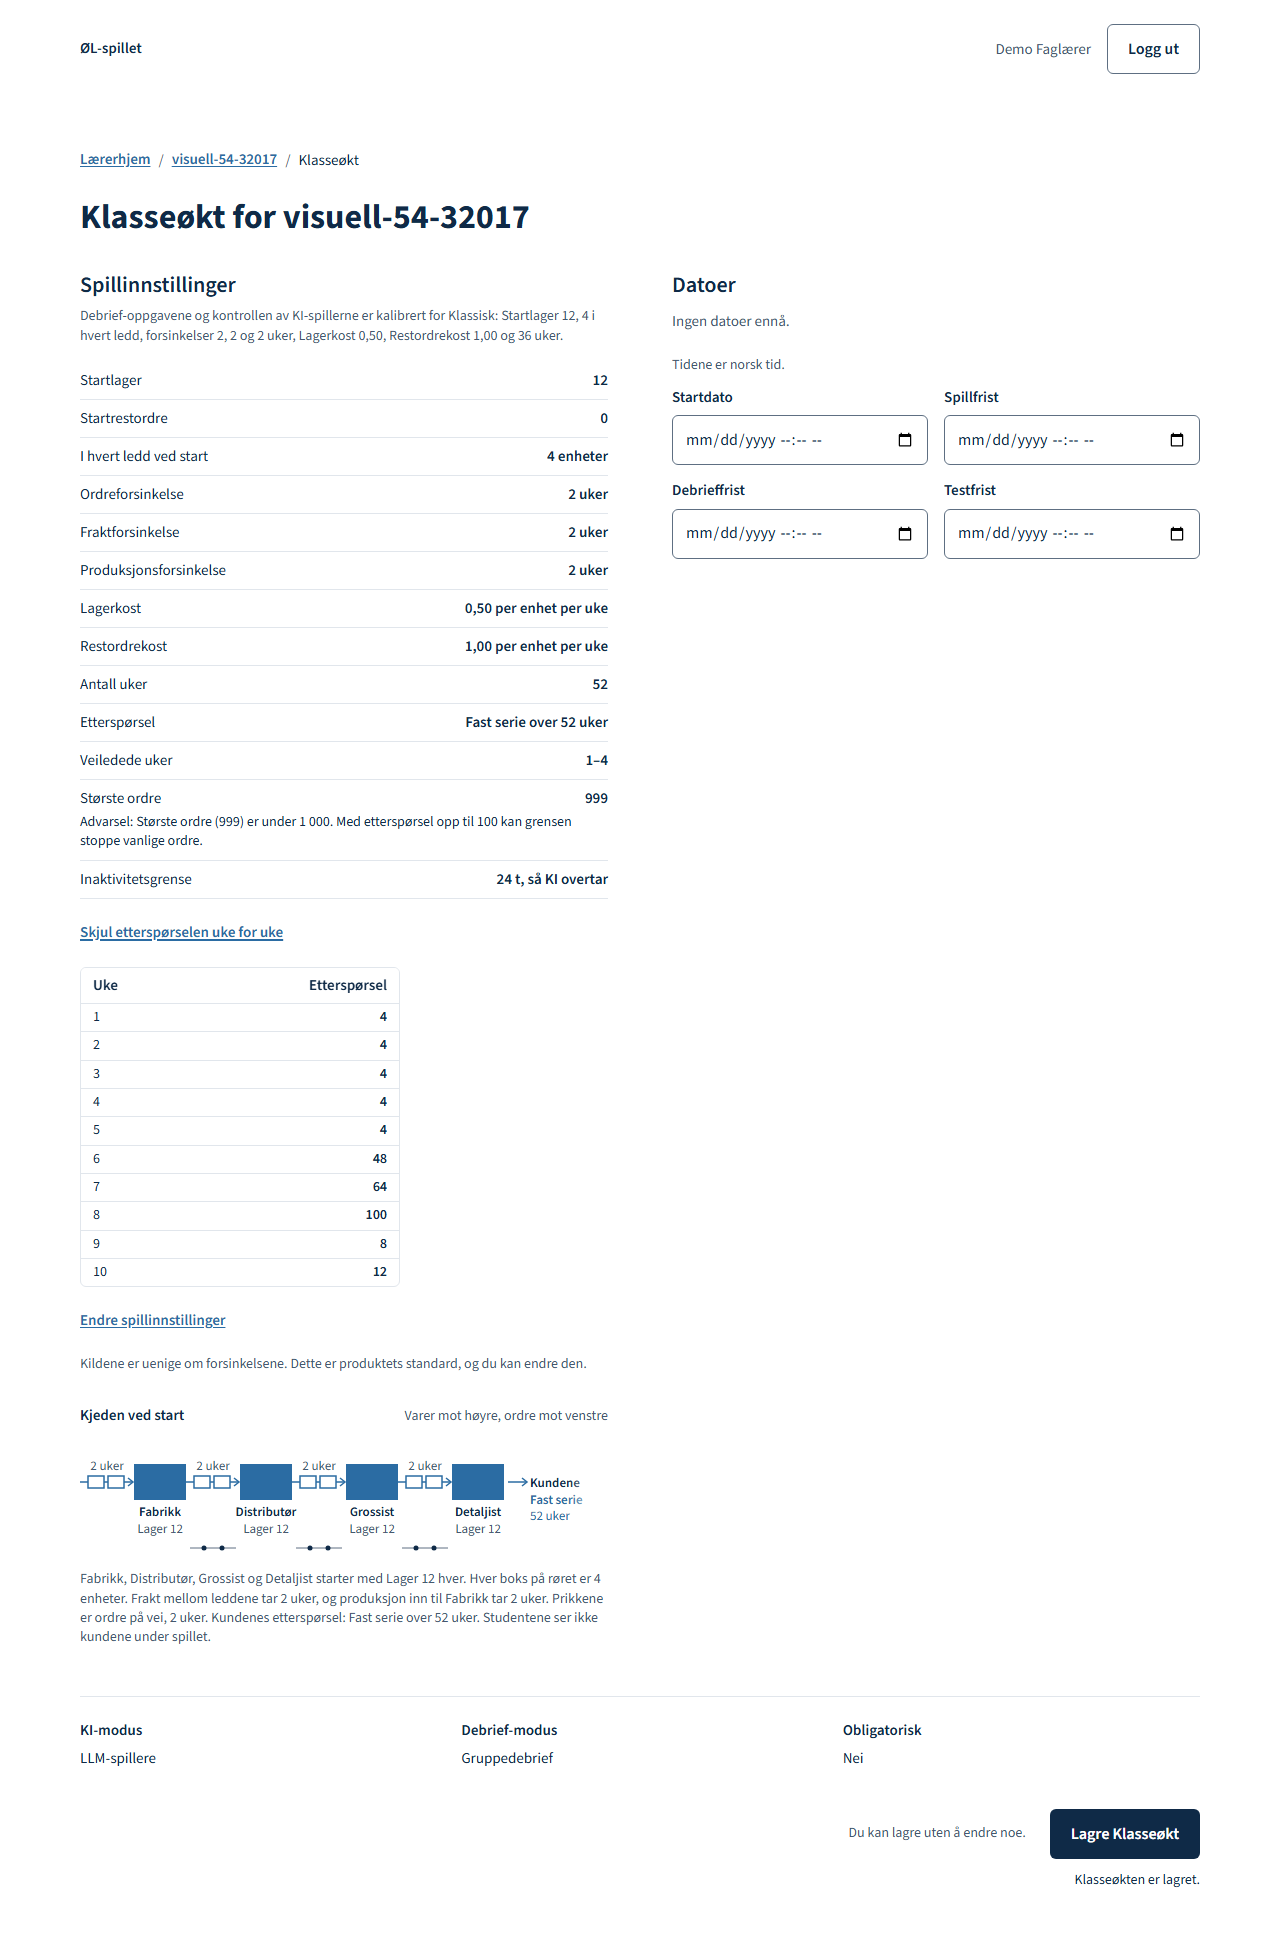 ØL-spillet
Demo Faglærer
Logg ut
Lærerhjem / visuell-54-32017 / Klasseøkt
Klasseøkt for visuell-54-32017
Spillinnstillinger
Debrief-oppgavene og kontrollen av KI-spillerne er kalibrert for Klassisk: Startlager 12, 4 i
hvert ledd, forsinkelser 2, 2 og 2 uker, Lagerkost 0,50, Restordrekost 1,00 og 36 uker.
Startlager 12
Startrestordre 0
I hvert ledd ved start 4 enheter
Ordreforsinkelse 2 uker
Fraktforsinkelse 2 uker
Produksjonsforsinkelse 2 uker
Lagerkost 0,50 per enhet per uke
Restordrekost 1,00 per enhet per uke
Antall uker 52
Etterspørsel Fast serie over 52 uker
Veiledede uker 1–4
Største ordre 999
Advarsel: Største ordre (999) er under 1 000. Med etterspørsel opp til 100 kan grensen
stoppe vanlige ordre.
Inaktivitetsgrense 24 t, så KI overtar
Skjul etterspørselen uke for uke
Uke Etterspørsel
1 4
2 4
3 4
4 4
5 4
6 48
7 64
8 100
9 8
10 12
Endre spillinnstillinger
Kildene er uenige om forsinkelsene. Dette er produktets standard, og du kan endre den.
Kjeden ved start Varer mot høyre, ordre mot venstre
2 uker 2 uker 2 uker 2 uker
Fabrikk Distributør Grossist Detaljist
Lager 12 Lager 12 Lager 12 Lager 12
Kundene
Fast serie
52 uker
Fabrikk, Distributør, Grossist og Detaljist starter med Lager 12 hver. Hver boks på røret er 4
enheter. Frakt mellom leddene tar 2 uker, og produksjon inn til Fabrikk tar 2 uker. Prikkene
er ordre på vei, 2 uker. Kundenes etterspørsel: Fast serie over 52 uker. Studentene ser ikke
kundene under spillet.
Datoer
Ingen datoer ennå.
Tidene er norsk tid.
Startdato Spillfrist
mm/dd/yyyy --:-- -- mm/dd/yyyy --:-- --
Debrieffrist Testfrist
mm/dd/yyyy --:-- -- mm/dd/yyyy --:-- --
KI-modus Debrief-modus Obligatorisk
LLM-spillere Gruppedebrief Nei
Du kan lagre uten å endre noe. Lagre Klasseøkt
Klasseøkten er lagret.